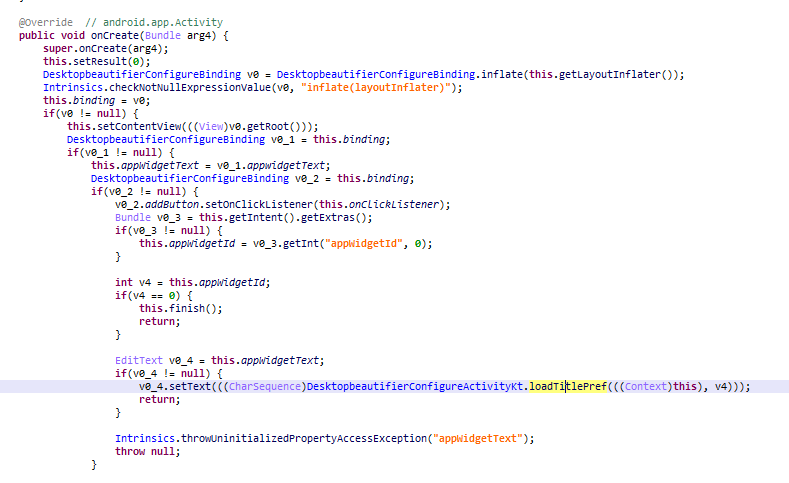 @Override  // android.app.Activity
public void onCreate(Bundle arg4) {
    super.onCreate(arg4);
    this.setResult(0);
    DesktopbeautifierConfigureBinding v0 = DesktopbeautifierConfigureBinding.inflate(this.getLayoutInflater());
    Intrinsics.checkNotNullExpressionValue(v0, "inflate(layoutInflater)");
    this.binding = v0;
    if(v0 != null) {
        this.setContentView(((View)v0.getRoot()));
        DesktopbeautifierConfigureBinding v0_1 = this.binding;
        if(v0_1 != null) {
            this.appWidgetText = v0_1.appwidgetText;
            DesktopbeautifierConfigureBinding v0_2 = this.binding;
            if(v0_2 != null) {
                v0_2.addButton.setOnClickListener(this.onClickListener);
                Bundle v0_3 = this.getIntent().getExtras();
                if(v0_3 != null) {
                    this.appWidgetId = v0_3.getInt("appWidgetId", 0);
                }

                int v4 = this.appWidgetId;
                if(v4 == 0) {
                    this.finish();
                    return;
                }

                EditText v0_4 = this.appWidgetText;
                if(v0_4 != null) {
                    v0_4.setText(((CharSequence)DesktopbeautifierConfigureActivityKt.loadTitlePref(((Context)this), v4)));
                    return;
                }

                Intrinsics.throwUninitializedPropertyAccessException("appWidgetText");
                throw null;
            }